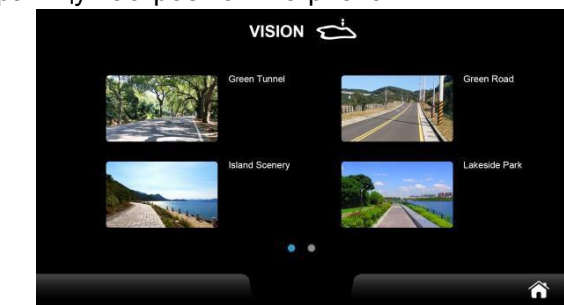 VISION
Green Tunnel
Green Road
Island Scenery
Lakeside Park